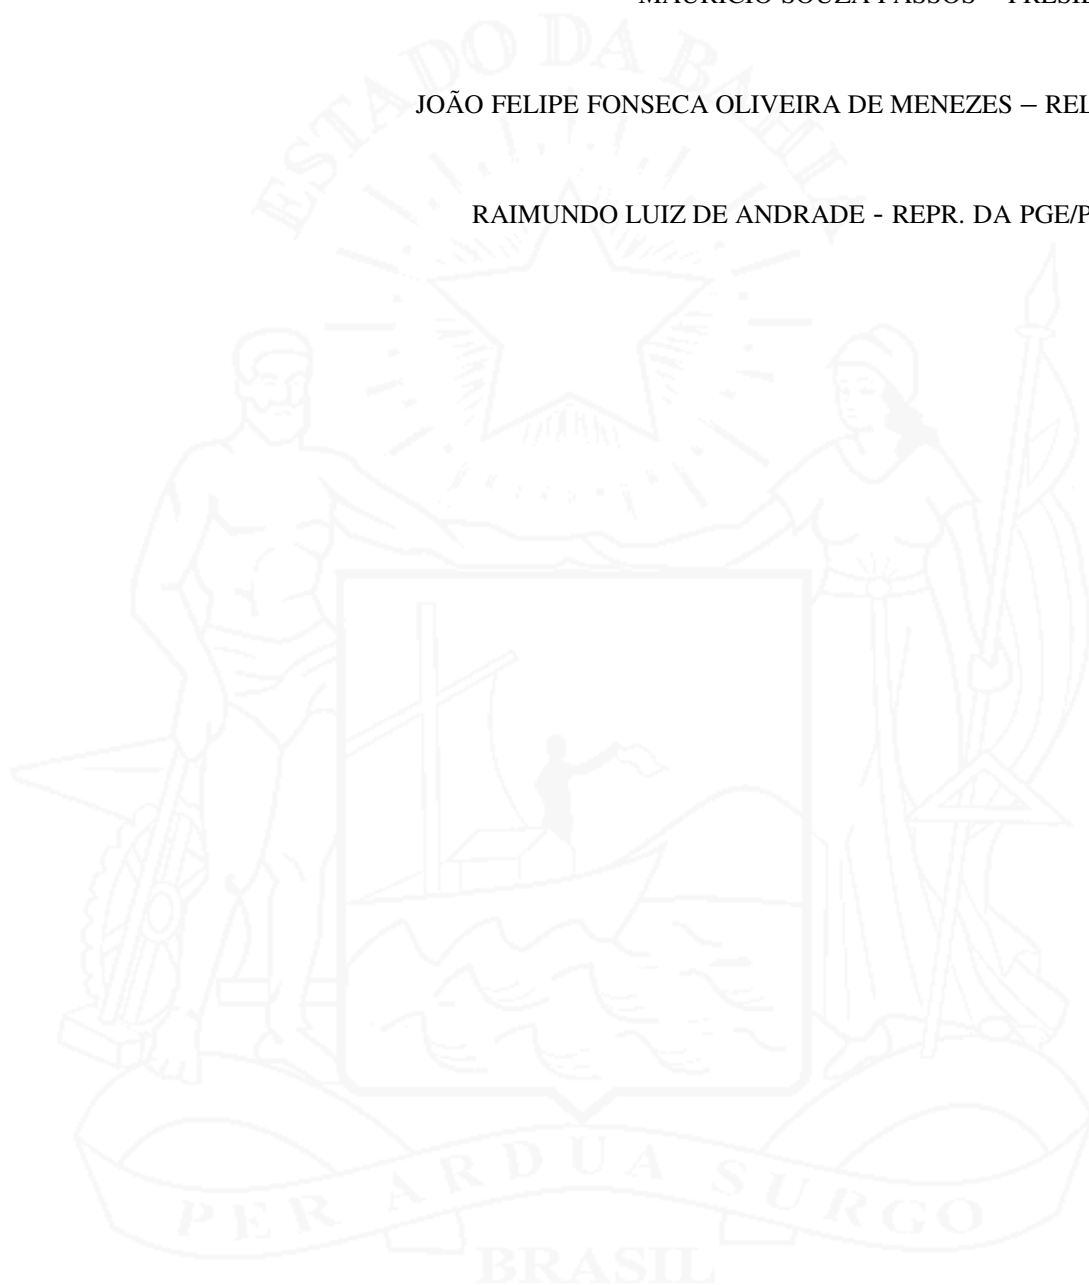 MAURÍCIO SOUZA PASSOS – PRESI
JOÃO FELIPE FONSECA OLIVEIRA DE MENEZES – REL
RAIMUNDO LUIZ DE ANDRADE - REPR. DA PGE/P
ESTADO DA BAHIA
PER ARDUA SURGO
BRASIL